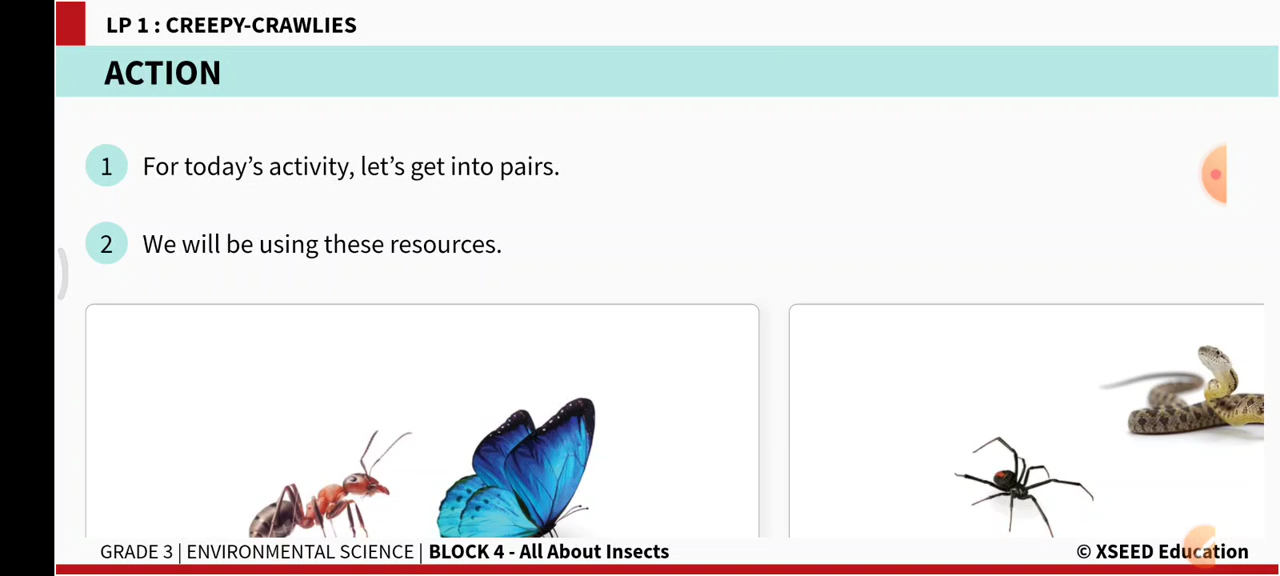 LP 1 : CREEPY-CRAWLIES
ACTION
1 For today’s activity, let’s get into pairs.
2 We will be using these resources.
GRADE 3 | ENVIRONMENTAL SCIENCE | BLOCK 4 - All About Insects
© XSEED Education